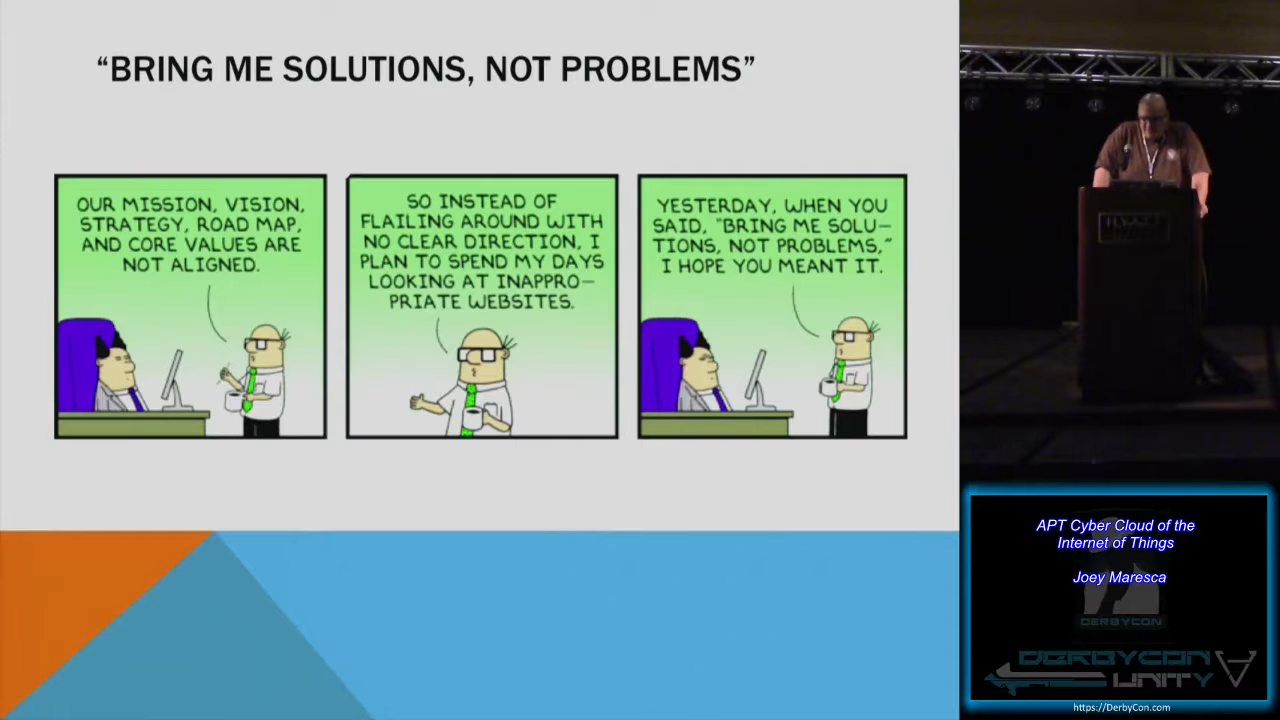 “BRING ME SOLUTIONS, NOT PROBLEMS”
OUR MISSION, VISION,
STRATEGY, ROAD MAP,
AND CORE VALUES ARE
NOT ALIGNED.
SO INSTEAD OF
FLAILING AROUND WITH
NO CLEAR DIRECTION, I
PLAN TO SPEND MY DAYS
LOOKING AT INAPPRO–
PRIATE WEBSITES.
YESTERDAY, WHEN YOU
SAID, “BRING ME SOLU–
TIONS, NOT PROBLEMS,”
I HOPE YOU MEANT IT.
HYATT
APT Cyber Cloud of the
Internet of Things
Joey Maresca
DERBYCON
DERBYCON
UNITY
https://DerbyCon.com